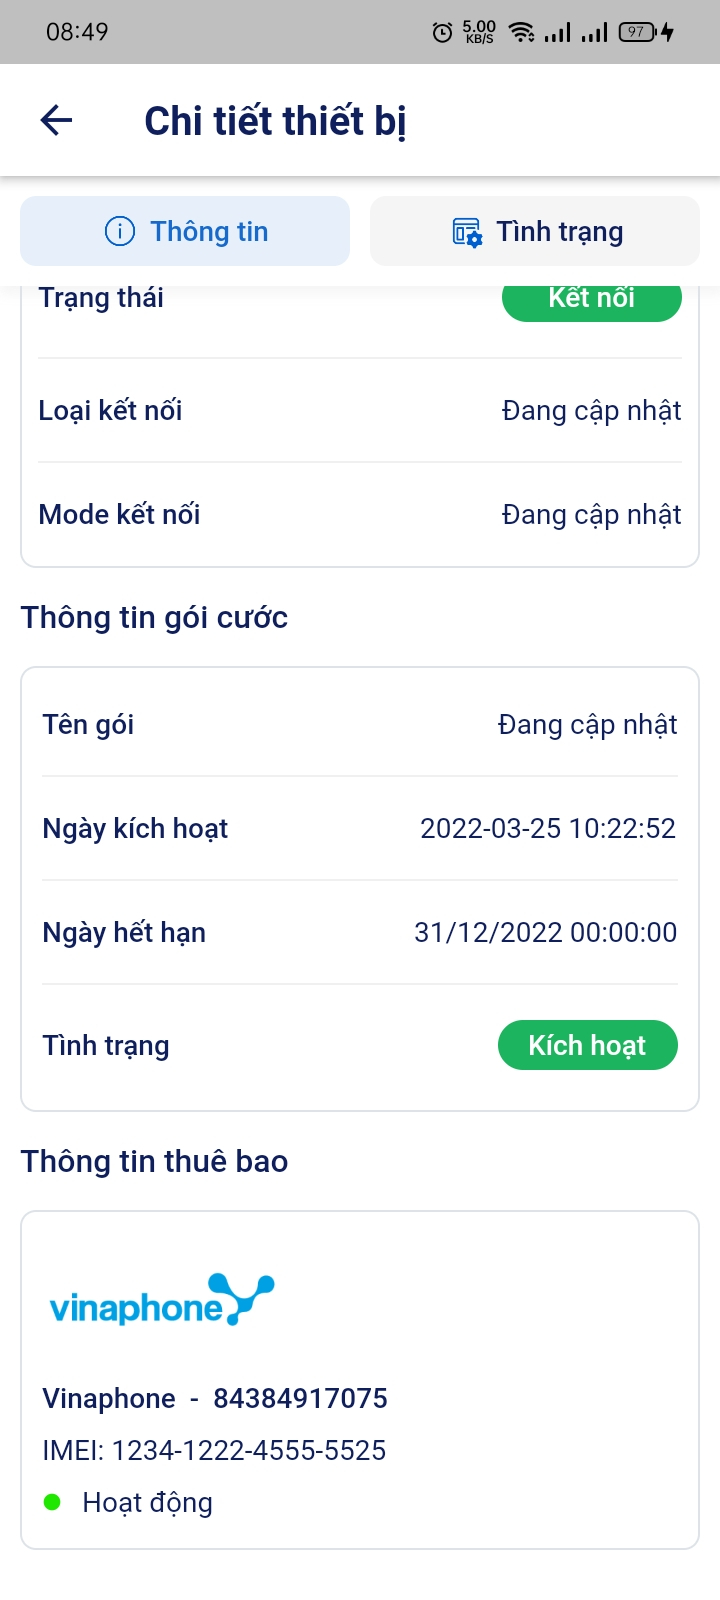 08:49
5.00
KB/S
97
Chi tiết thiết bị
Thông tin
Tình trạng
Trạng thái Kết nối
Loại kết nối Đang cập nhật
Mode kết nối Đang cập nhật
Thông tin gói cước
Tên gói Đang cập nhật
Ngày kích hoạt 2022-03-25 10:22:52
Ngày hết hạn 31/12/2022 00:00:00
Tình trạng Kích hoạt
Thông tin thuê bao
vinaphone
Vinaphone - 84384917075
IMEI: 1234-1222-4555-5525
Hoạt động